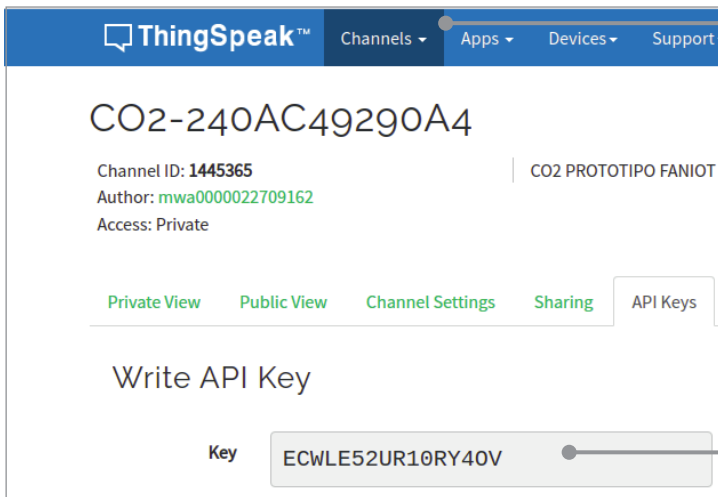 ThingSpeak™ Channels Apps Devices Support
CO2-240AC49290A4
Channel ID: 1445365 CO2 PROTOTIPO FANIOT
Author: mwa0000022709162
Access: Private
Private View Public View Channel Settings Sharing API Keys
Write API Key
Key ECWLE52UR10RY4OV